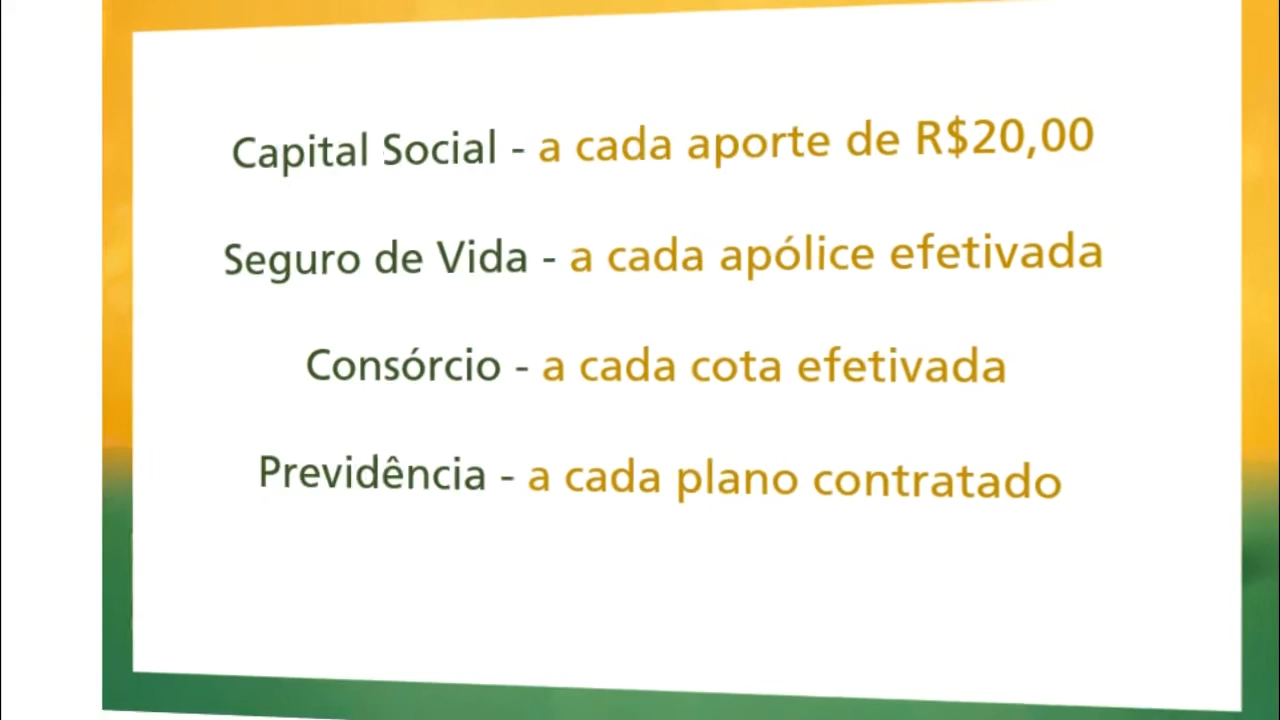 Capital Social - a cada aporte de R$20,00
Seguro de Vida - a cada apólice efetivada
Consórcio - a cada cota efetivada
Previdência - a cada plano contratado